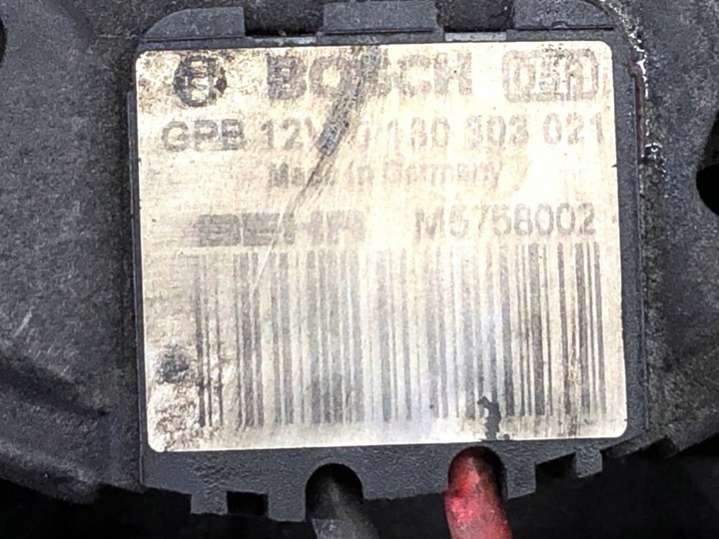 BOSCH
GPB 12V 0 130 303 021
Made in Germany
BEHR M5758002